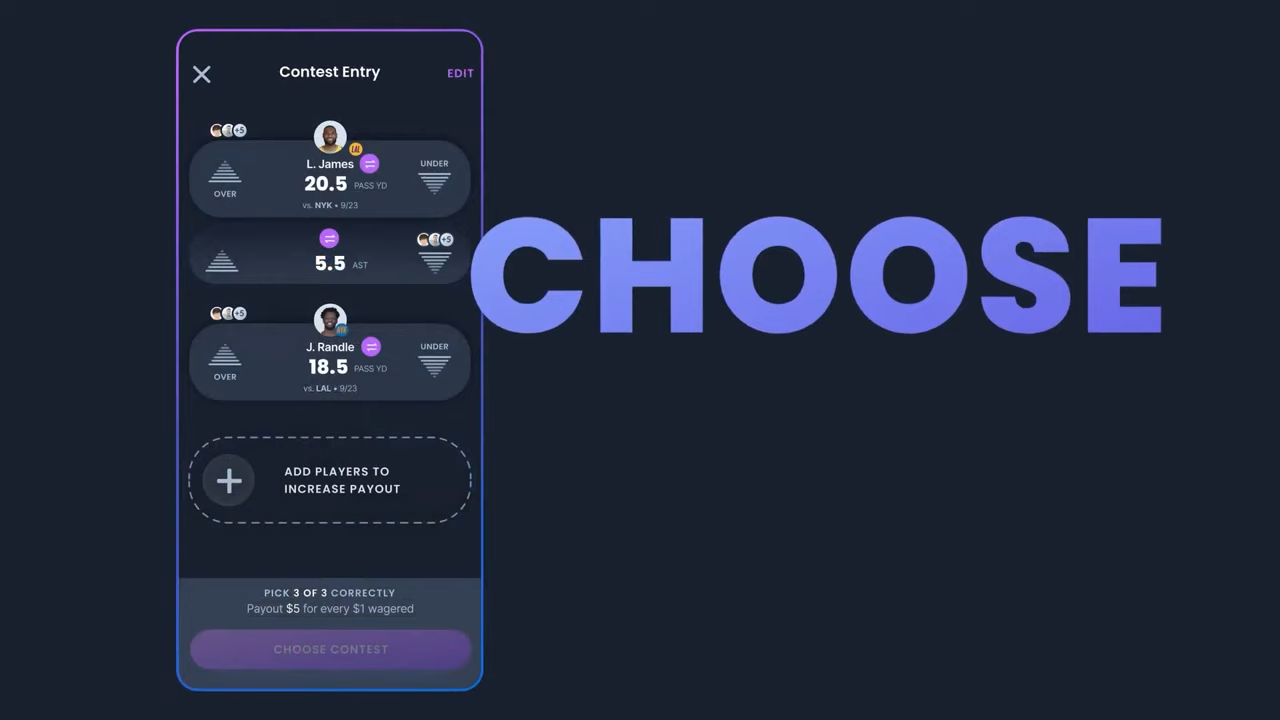 Contest Entry
EDIT
+5
LAL
L. James
20.5 PASS YD
vs. NYK • 9/23
OVER
UNDER
+5
5.5 AST
+5
J. Randle
18.5 PASS YD
vs. LAL • 9/23
OVER
UNDER
ADD PLAYERS TO
INCREASE PAYOUT
PICK 3 OF 3 CORRECTLY
Payout $5 for every $1 wagered
CHOOSE CONTEST
CHOOSE